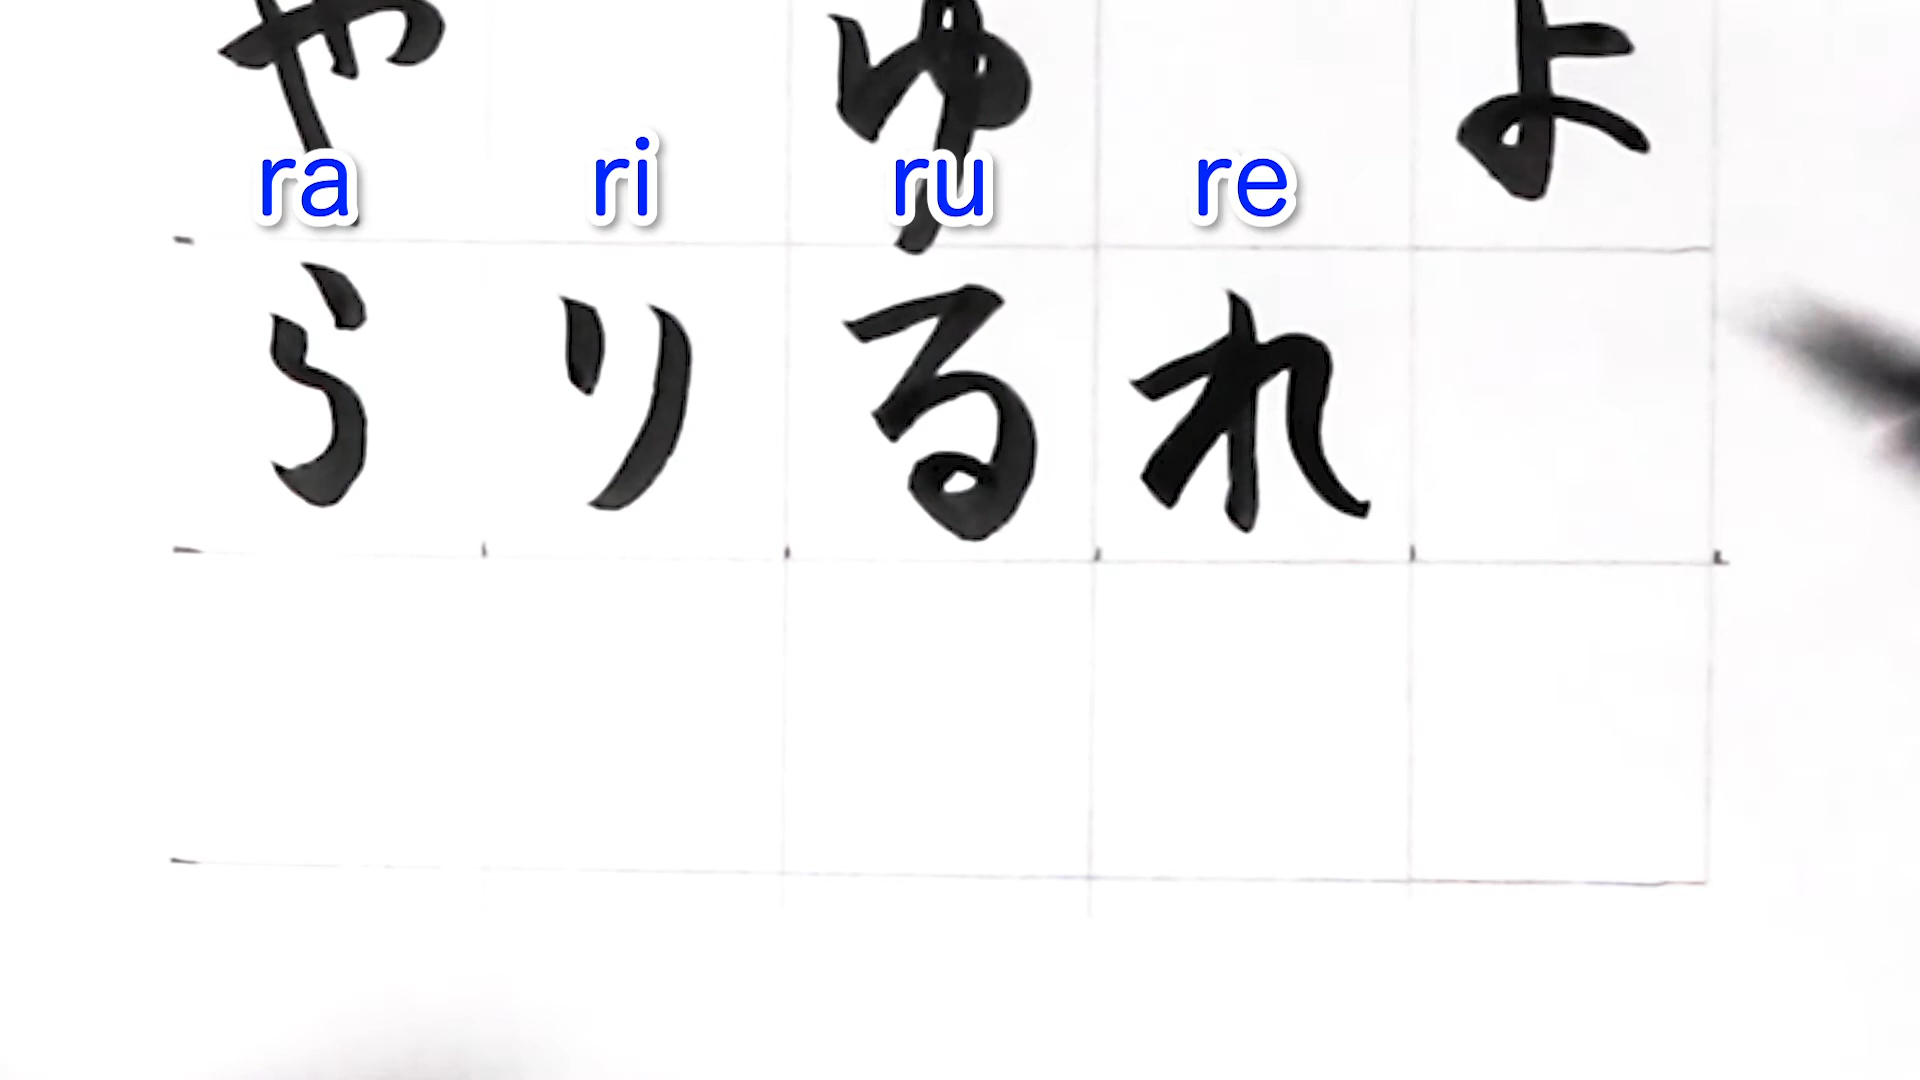 や ゆ よ
ra ri ru re
ら り る れ